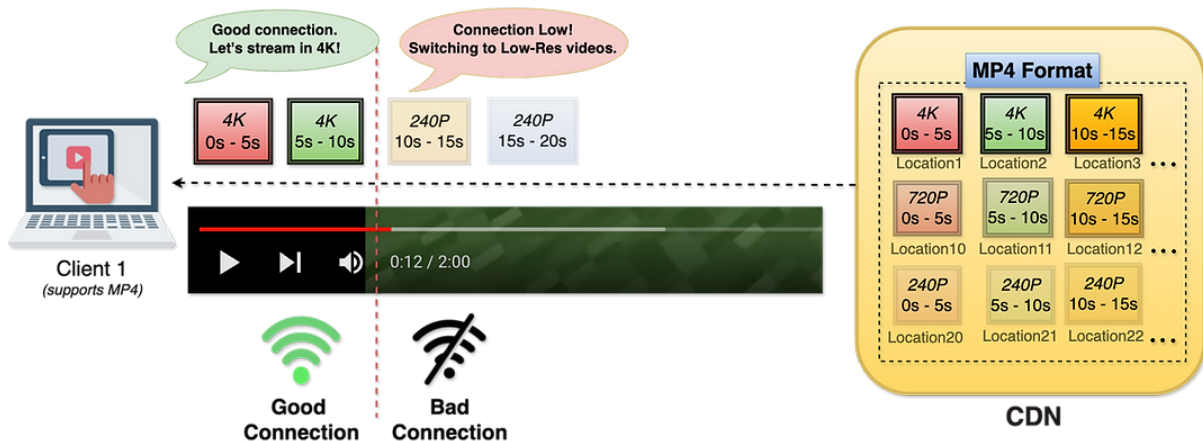 Good connection.
Let's stream in 4K!
Connection Low!
Switching to Low-Res videos.
4K
0s - 5s
4K
5s - 10s
240P
10s - 15s
240P
15s - 20s
Client 1
(supports MP4)
0:12 / 2:00
Good
Connection
Bad
Connection
MP4 Format
4K
0s - 5s
Location1
4K
5s - 10s
Location2
4K
10s -15s
Location3
...
720P
0s - 5s
Location10
720P
5s - 10s
Location11
720P
10s - 15s
Location12
...
240P
0s - 5s
Location20
240P
5s - 10s
Location21
240P
10s - 15s
Location22
...
CDN